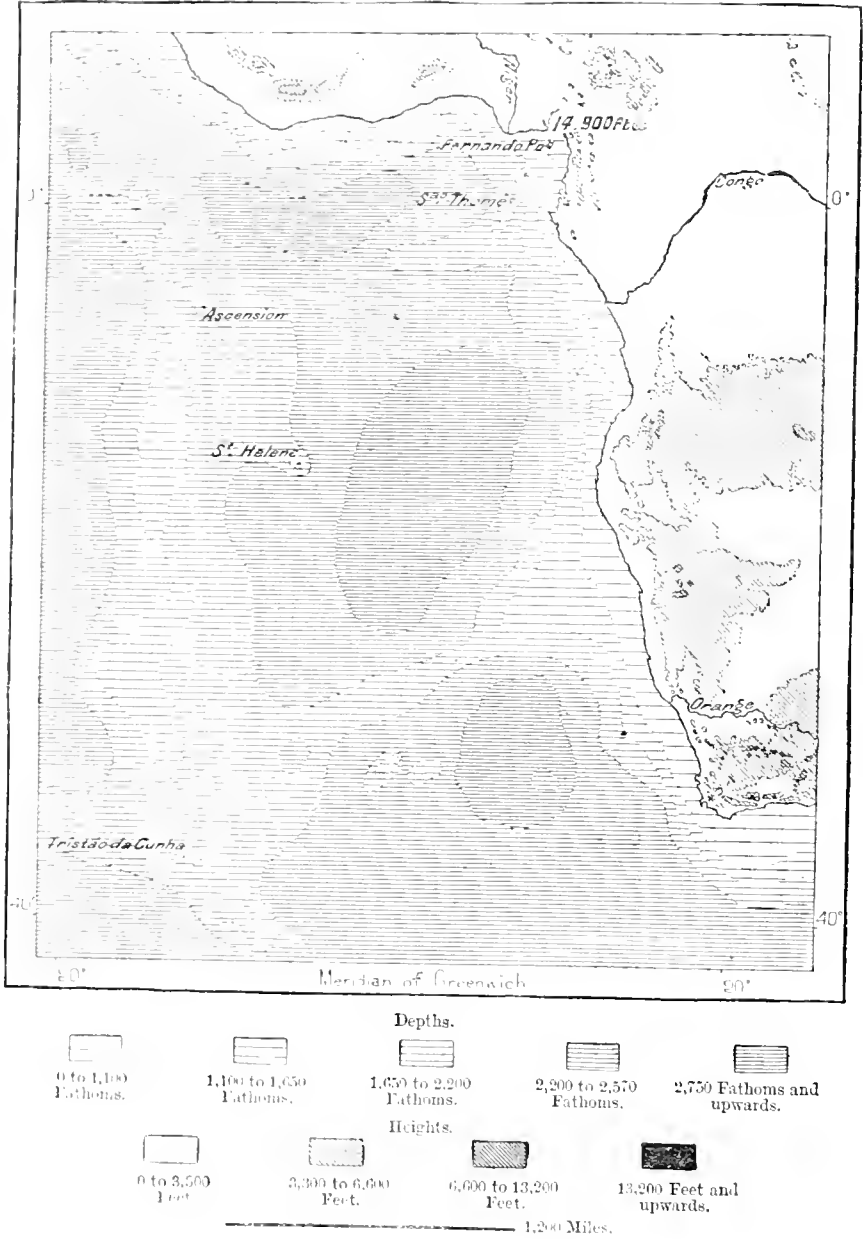 Niger
14 900 Ft.
Fernando Poo
Congo
0°
0°
Sao Thomé
Ascension
St Helena
Orange
Tristão-da-Cunha
40°
40°
20°
Meridian of Greenwich
20°
Depths.
0 to 1,100 Fathoms.
1,100 to 1,650 Fathoms.
1,650 to 2,200 Fathoms.
2,200 to 2,570 Fathoms.
2,750 Fathoms and upwards.
Heights.
0 to 3,300 Feet
3,300 to 6,600 Feet.
6,600 to 13,200 Feet.
13,200 Feet and upwards.
1,200 Miles.